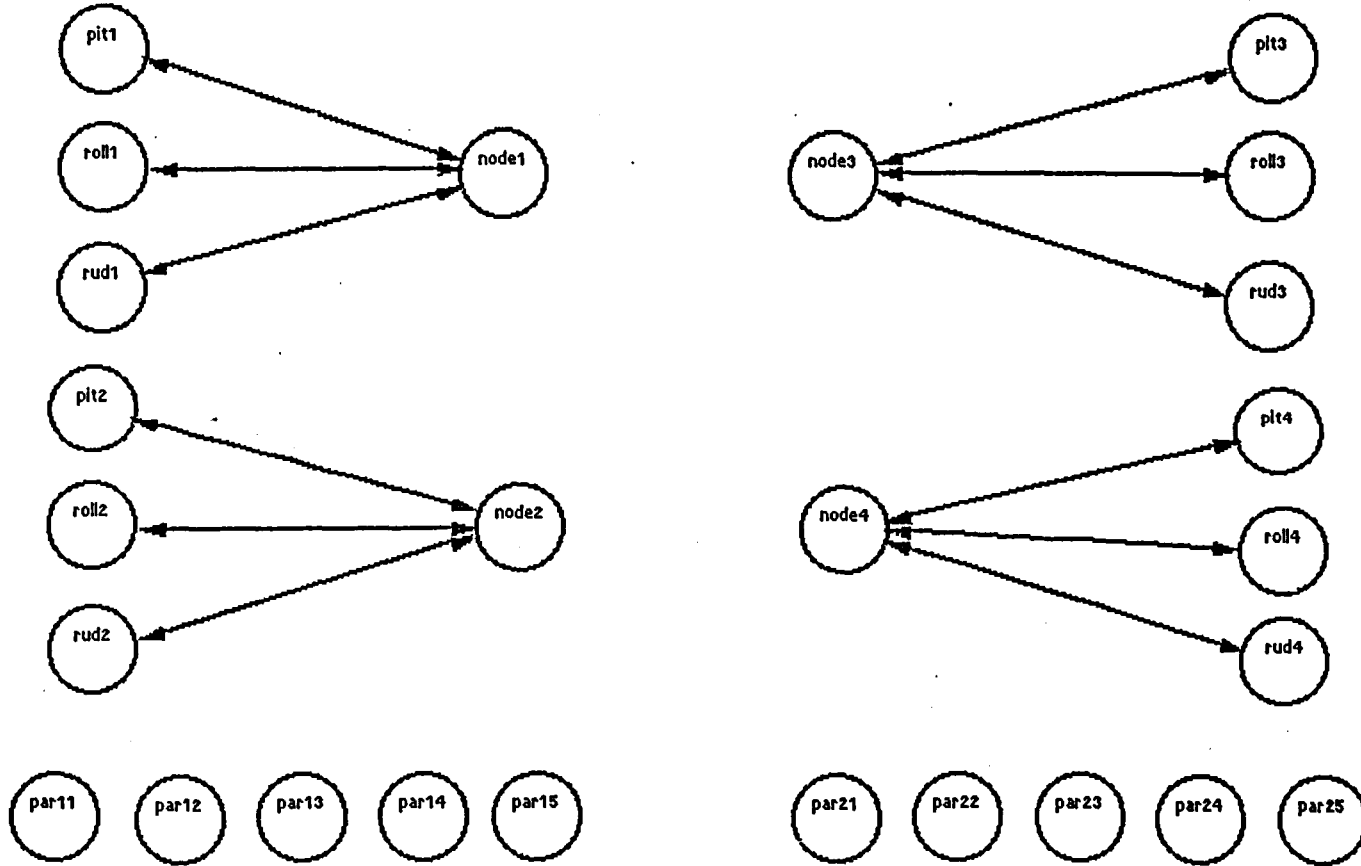 pit1
roll1
rud1
node1
pit2
roll2
rud2
node2
pit3
roll3
rud3
node3
pit4
roll4
rud4
node4
par11 par12 par13 par14 par15
par21 par22 par23 par24 par25